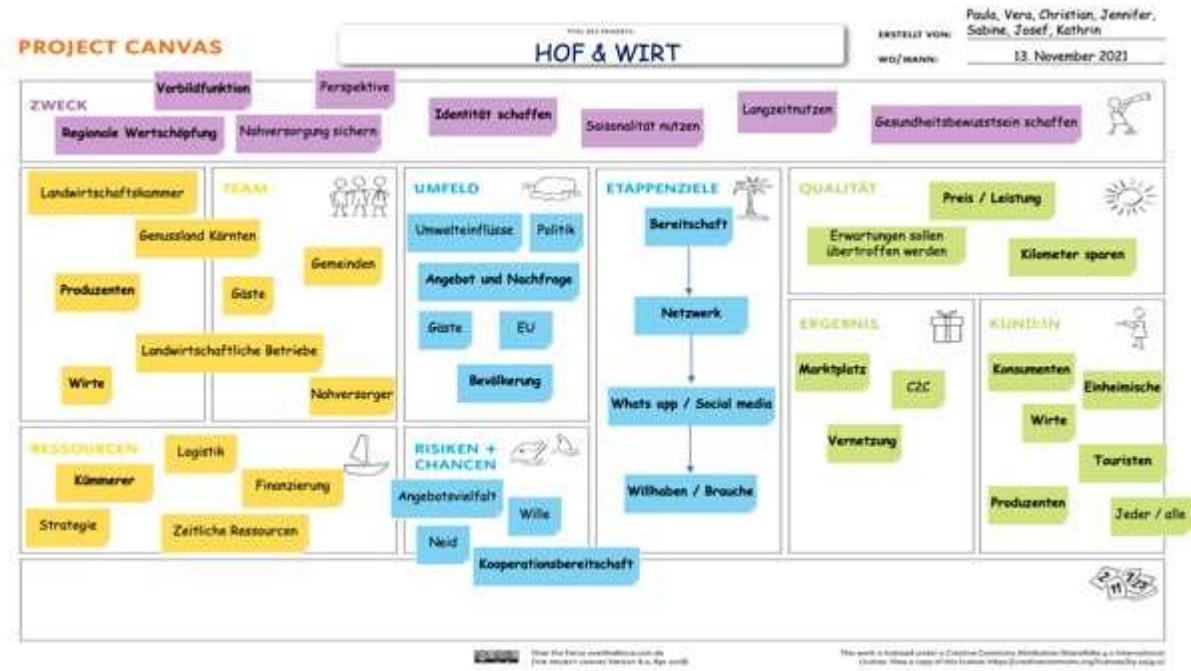 PROJECT CANVAS
TITEL DES PROJEKTS:
HOF & WIRT
ERSTELLT VON:
Paula, Vera, Christian, Jennifer,
Sabine, Josef, Kathrin
WO/WANN:
13. November 2021
ZWECK
Vorbildfunktion
Perspektive
Regionale Wertschöpfung
Nahversorgung sichern
Identität schaffen
Saisonalität nutzen
Langzeitnutzen
Gesundheitsbewusstsein schaffen
Landwirtschaftskammer
TEAM
Genussland Kärnten
Gemeinden
Produzenten
Gäste
Landwirtschaftliche Betriebe
Wirte
Nahversorger
UMFELD
Umwelteinflüsse
Politik
Angebot und Nachfrage
Gäste
EU
Bevölkerung
ETAPPENZIELE
Bereitschaft
Netzwerk
Whats app / Social media
Willhaben / Brauche
QUALITÄT
Preis / Leistung
Erwartungen sollen
übertroffen werden
Kilometer sparen
ERGEBNIS
Marktplatz
C2C
Vernetzung
KUND:IN
Konsumenten
Einheimische
Wirte
Touristen
Produzenten
Jeder / alle
RESSOURCEN
Logistik
Kümmerer
Finanzierung
Strategie
Zeitliche Ressourcen
RISIKEN +
CHANCEN
Angebotsvielfalt
Wille
Neid
Kooperationsbereitschaft